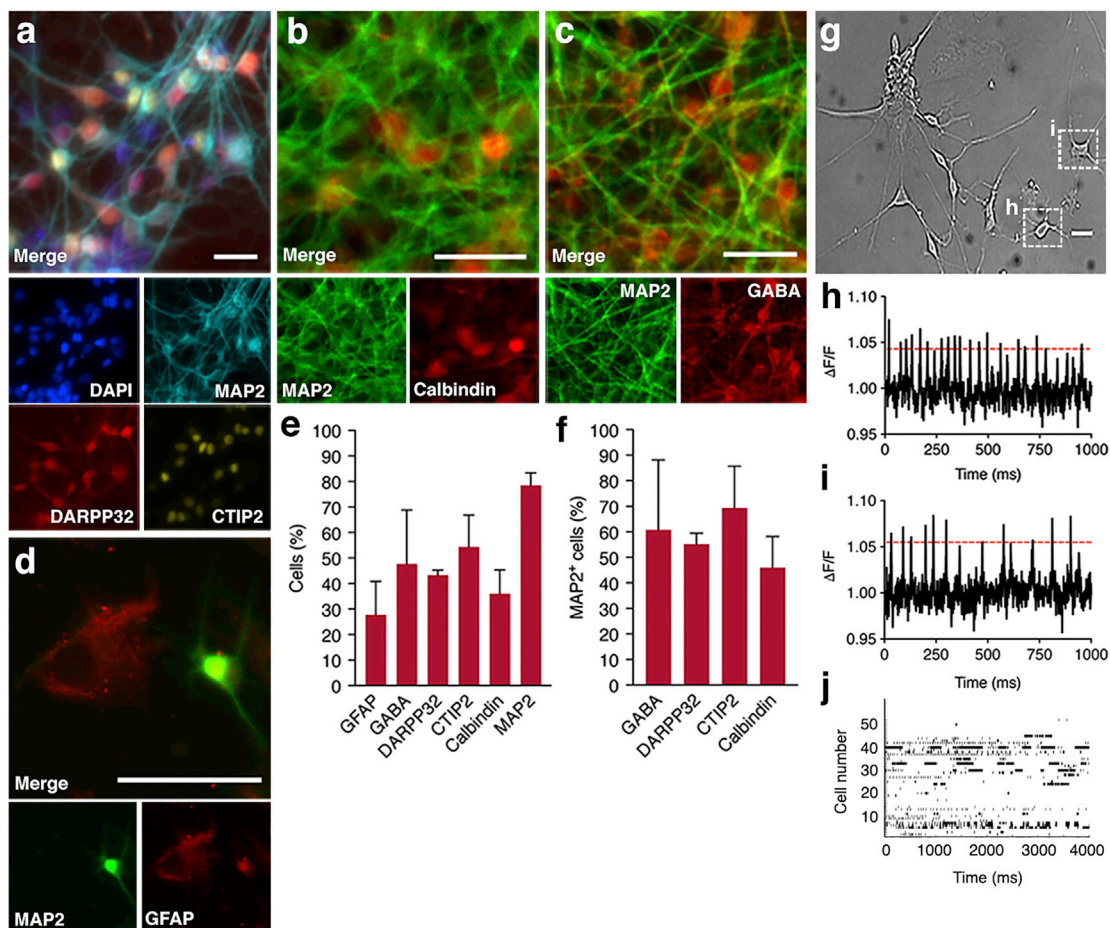 a
Merge
DAPI
MAP2
DARPP32
CTIP2
b
Merge
MAP2
Calbindin
c
Merge
MAP2
GABA
d
Merge
MAP2
GFAP
e
Cells (%)
100
90
80
70
60
50
40
30
20
10
0
GFAP
GABA
DARPP32
CTIP2
Calbindin
MAP2
f
MAP2+ cells (%)
100
90
80
70
60
50
40
30
20
10
0
GABA
DARPP32
CTIP2
Calbindin
g
i
h
h
ΔF/F
1.10
1.05
1.00
0.95
0 250 500 750 1000
Time (ms)
i
ΔF/F
1.10
1.05
1.00
0.95
0 250 500 750 1000
Time (ms)
j
Cell number
50
40
30
20
10
0 1000 2000 3000 4000
Time (ms)